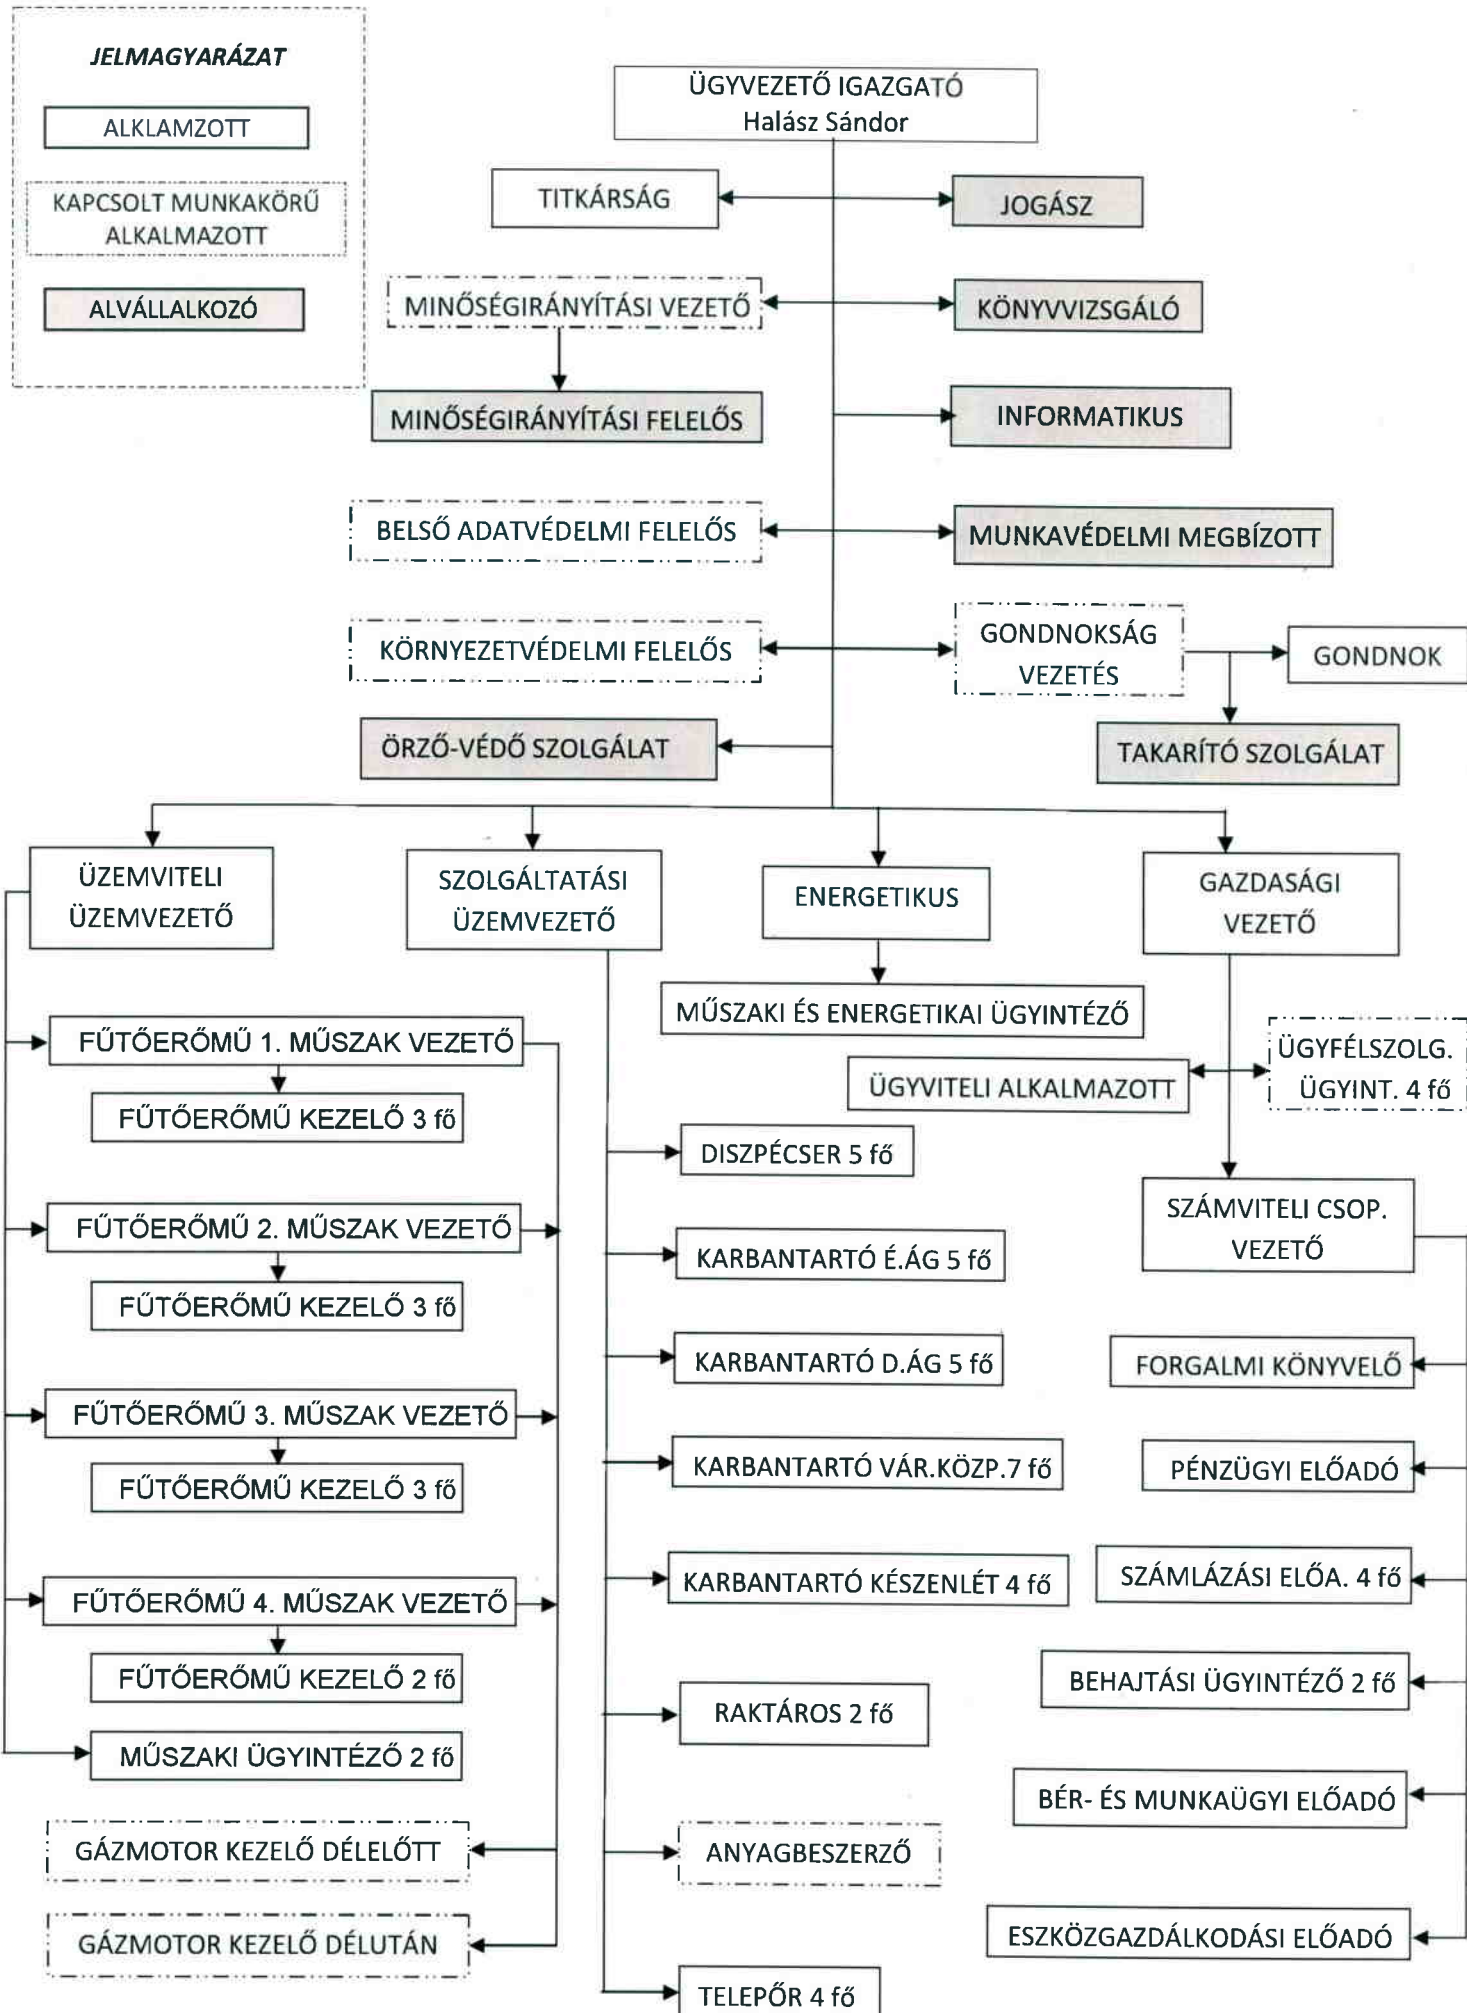 JELMAGYARÁZAT
ALKLAMZOTT
KAPCSOLT MUNKAKÖRŰ
ALKALMAZOTT
ALVÁLLALKOZÓ
ÜGYVEZETŐ IGAZGATÓ
Halász Sándor
TITKÁRSÁG
JOGÁSZ
MINŐSÉGIRÁNYÍTÁSI VEZETŐ
KÖNYVVIZSGÁLÓ
MINŐSÉGIRÁNYÍTÁSI FELELŐS
INFORMATIKUS
BELSŐ ADATVÉDELMI FELELŐS
MUNKAVÉDELMI MEGBÍZOTT
KÖRNYEZETVÉDELMI FELELŐS
GONDNOKSÁG
VEZETÉS
GONDNOK
ÖRZŐ-VÉDŐ SZOLGÁLAT
TAKARÍTÓ SZOLGÁLAT
ÜZEMVITELI
ÜZEMVEZETŐ
SZOLGÁLTATÁSI
ÜZEMVEZETŐ
ENERGETIKUS
GAZDASÁGI
VEZETŐ
MŰSZAKI ÉS ENERGETIKAI ÜGYINTÉZŐ
ÜGYVITELI ALKALMAZOTT
ÜGYFÉLSZOLG.
ÜGYINT. 4 fő
FŰTŐERŐMŰ 1. MŰSZAK VEZETŐ
FŰTŐERŐMŰ KEZELŐ 3 fő
FŰTŐERŐMŰ 2. MŰSZAK VEZETŐ
FŰTŐERŐMŰ KEZELŐ 3 fő
FŰTŐERŐMŰ 3. MŰSZAK VEZETŐ
FŰTŐERŐMŰ KEZELŐ 3 fő
FŰTŐERŐMŰ 4. MŰSZAK VEZETŐ
FŰTŐERŐMŰ KEZELŐ 2 fő
MŰSZAKI ÜGYINTÉZŐ 2 fő
GÁZMOTOR KEZELŐ DÉLELŐTT
GÁZMOTOR KEZELŐ DÉLUTÁN
DISZPÉCSER 5 fő
KARBANTARTÓ É.ÁG 5 fő
KARBANTARTÓ D.ÁG 5 fő
KARBANTARTÓ VÁR.KÖZP.7 fő
KARBANTARTÓ KÉSZENLÉT 4 fő
RAKTÁROS 2 fő
ANYAGBESZERZŐ
TELEPŐR 4 fő
SZÁMVITELI CSOP.
VEZETŐ
FORGALMI KÖNYVELŐ
PÉNZÜGYI ELŐADÓ
SZÁMLÁZÁSI ELŐA. 4 fő
BEHAJTÁSI ÜGYINTÉZŐ 2 fő
BÉR- ÉS MUNKAÜGYI ELŐADÓ
ESZKÖZGAZDÁLKODÁSI ELŐADÓ